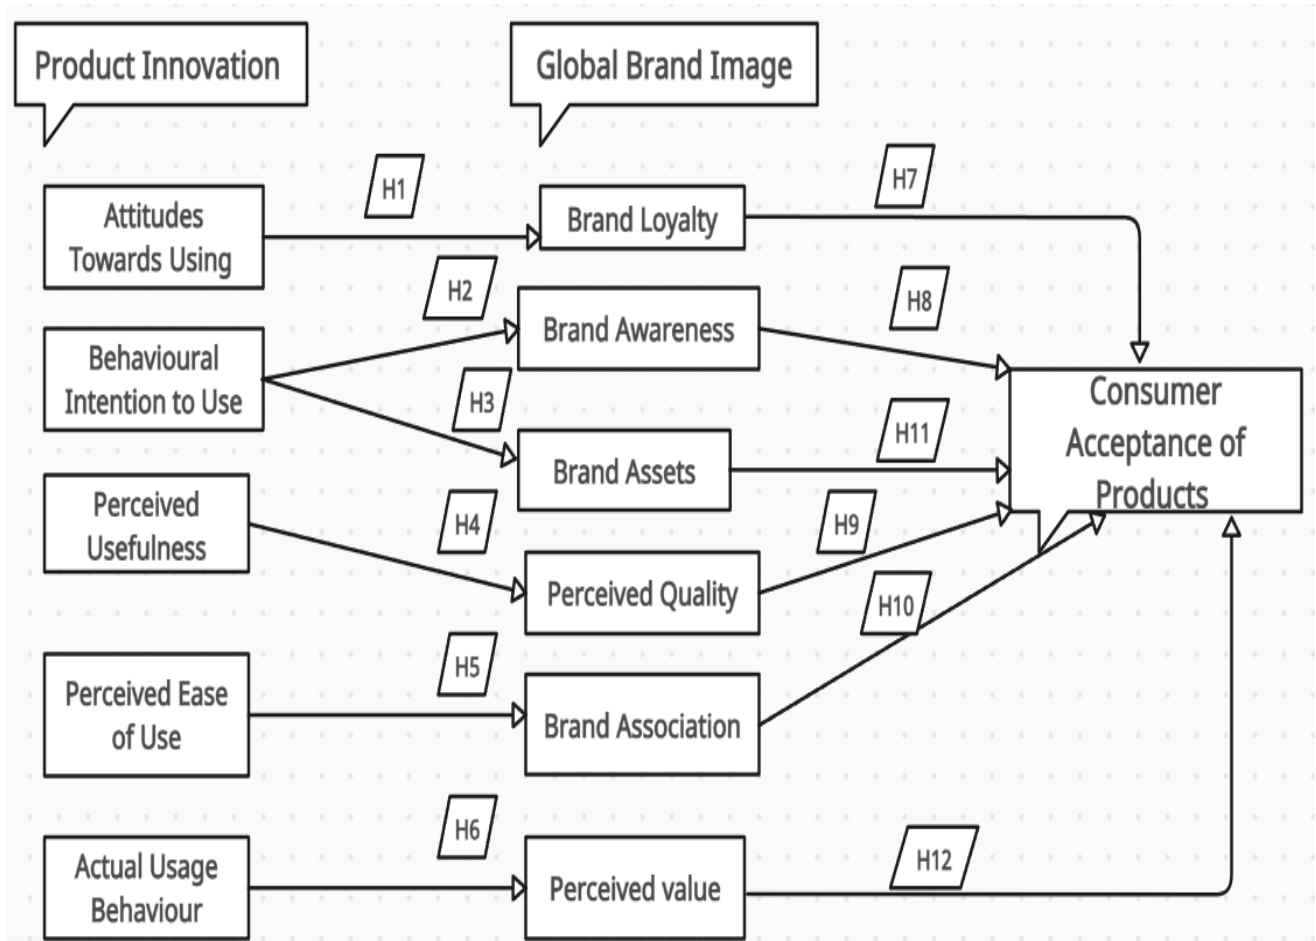 Product Innovation
Global Brand Image
H1
H7
Attitudes
Towards Using
Brand Loyalty
H2
H8
Behavioural
Intention to Use
Brand Awareness
H3
H11
Consumer
Acceptance of
Products
Brand Assets
Perceived
Usefulness
H4
H9
Perceived Quality
H10
H5
Perceived Ease
of Use
Brand Association
H6
H12
Actual Usage
Behaviour
Perceived value